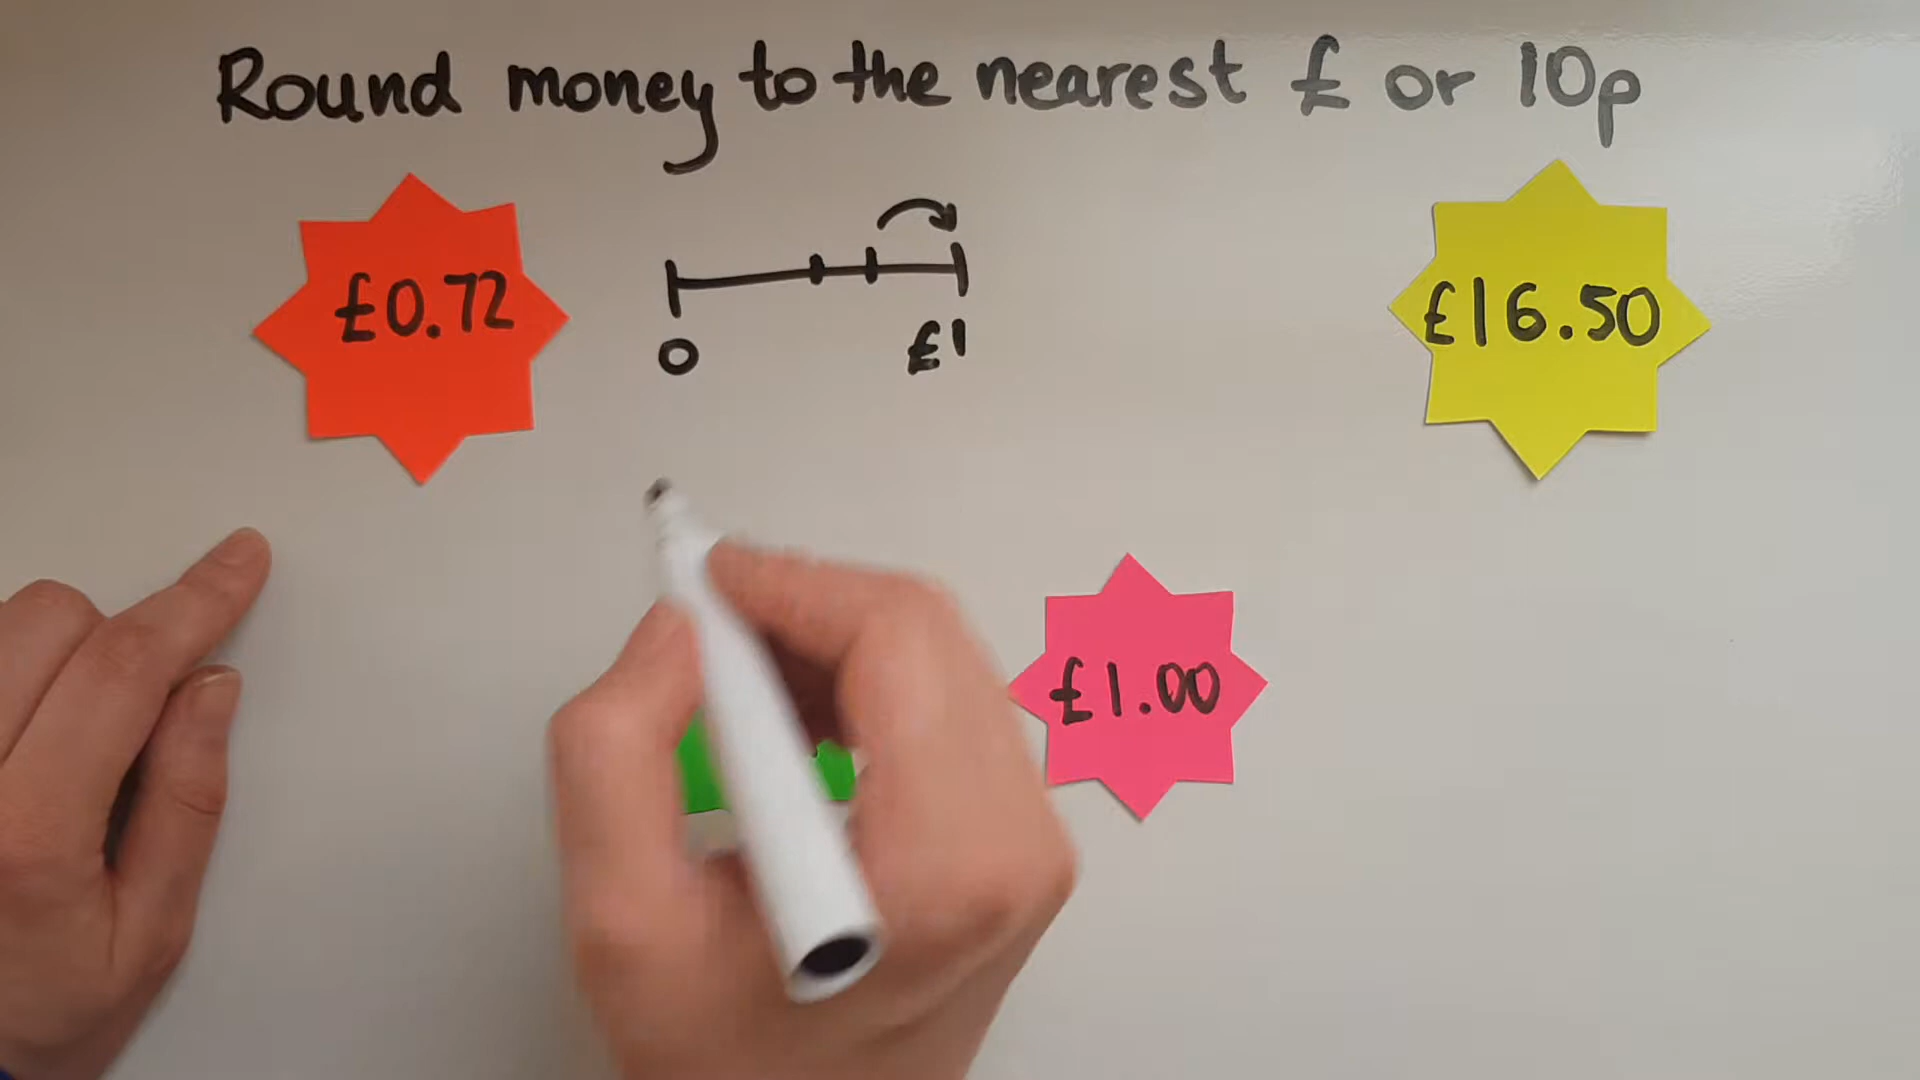 Round money to the nearest £ or 10p
£0.72
0 £1
£16.50
£1.00